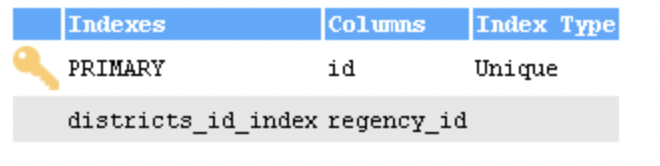 Indexes Columns Index Type
PRIMARY id Unique
districts_id_index regency_id